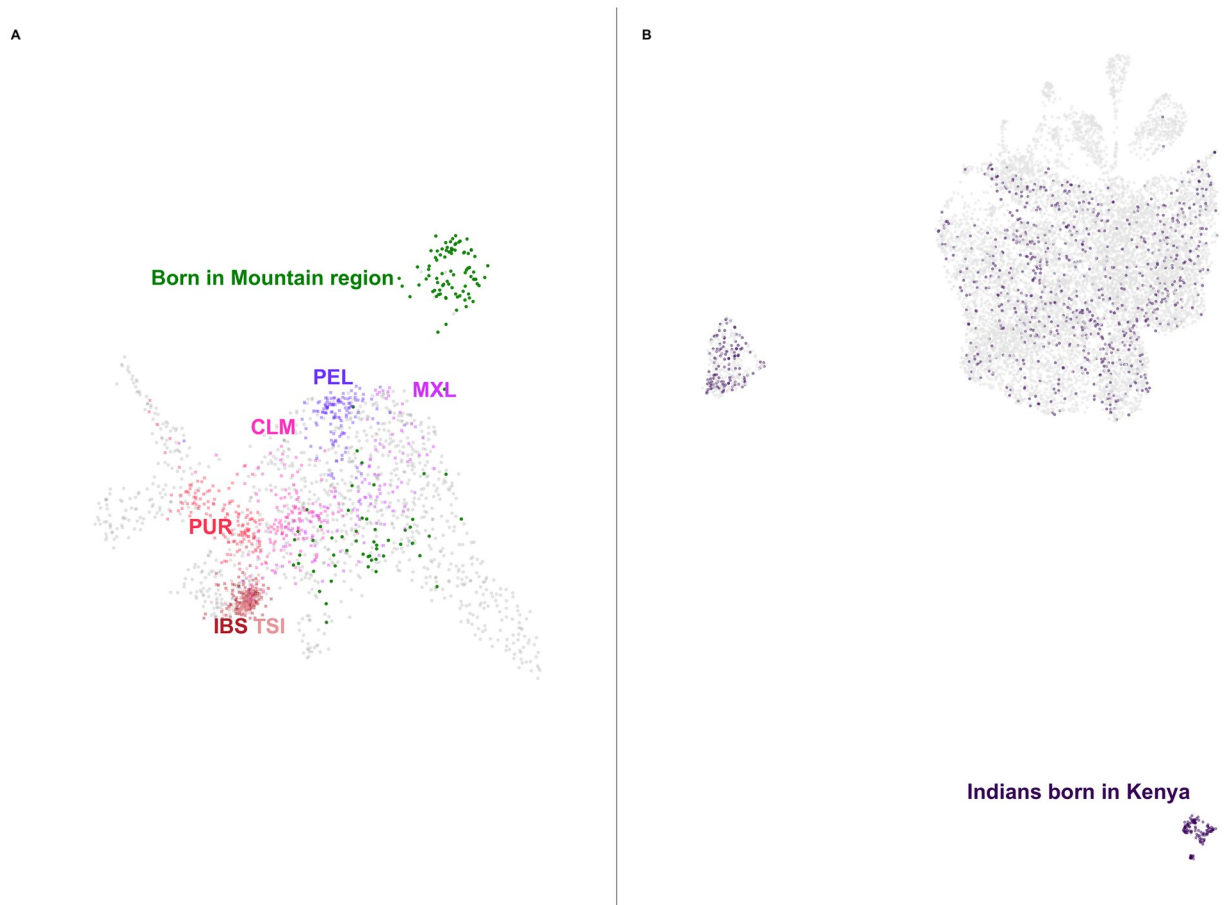 A
B
Born in Mountain region
PEL
MXL
CLM
PUR
IBS TSI
Indians born in Kenya